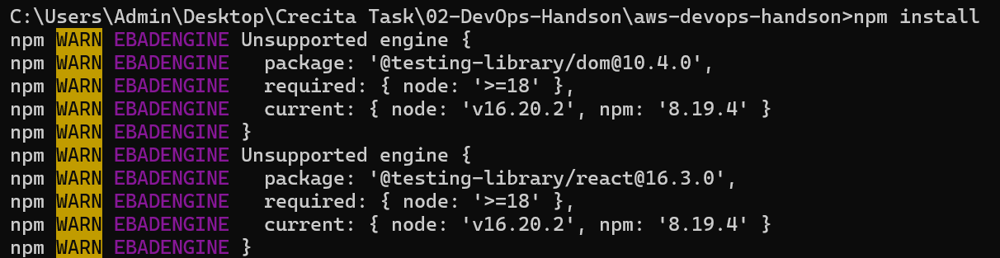 C:\Users\Admin\Desktop\Crecita Task\02-DevOps-Handson\aws-devops-handson>npm install
npm WARN EBADENGINE Unsupported engine {
npm WARN EBADENGINE   package: '@testing-library/dom@10.4.0',
npm WARN EBADENGINE   required: { node: '>=18' },
npm WARN EBADENGINE   current: { node: 'v16.20.2', npm: '8.19.4' }
npm WARN EBADENGINE }
npm WARN EBADENGINE Unsupported engine {
npm WARN EBADENGINE   package: '@testing-library/react@16.3.0',
npm WARN EBADENGINE   required: { node: '>=18' },
npm WARN EBADENGINE   current: { node: 'v16.20.2', npm: '8.19.4' }
npm WARN EBADENGINE }